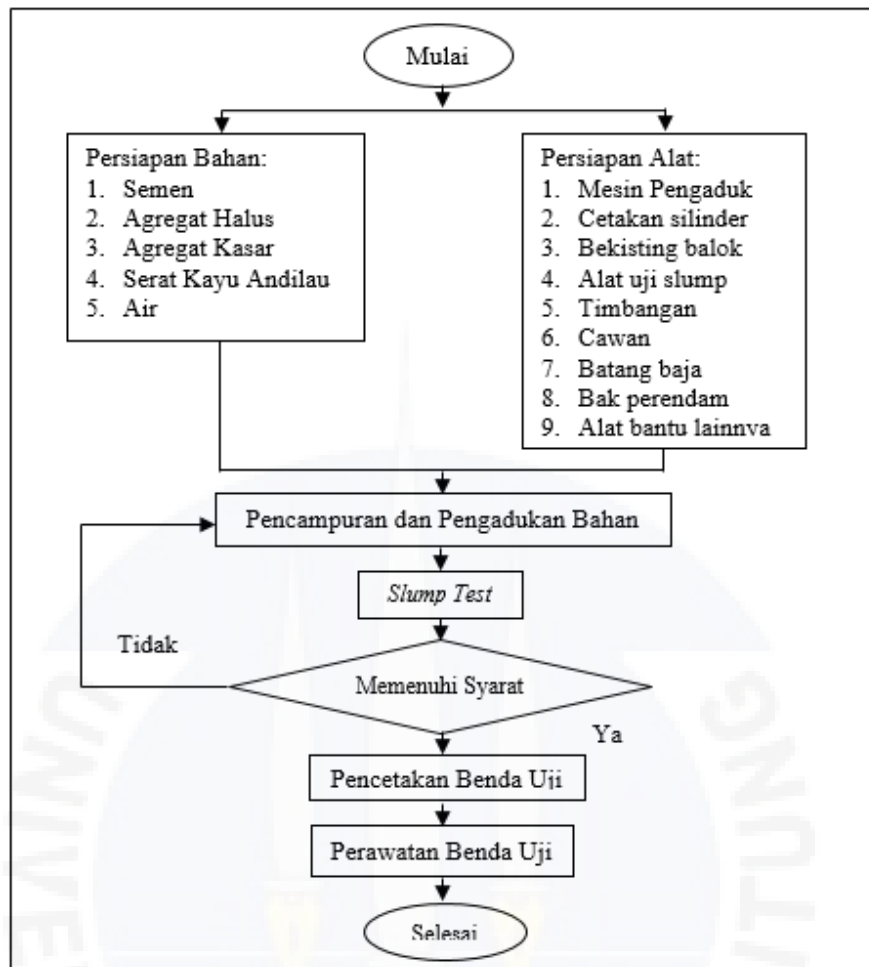 Mulai
Persiapan Bahan:
1. Semen
2. Agregat Halus
3. Agregat Kasar
4. Serat Kayu Andilau
5. Air
Persiapan Alat:
1. Mesin Pengaduk
2. Cetakan silinder
3. Bekisting balok
4. Alat uji slump
5. Timbangan
6. Cawan
7. Batang baja
8. Bak perendam
9. Alat bantu lainnya
Pencampuran dan Pengadukan Bahan
Slump Test
Tidak
Memenuhi Syarat
Ya
Pencetakan Benda Uji
Perawatan Benda Uji
Selesai
UNIVE
ITUNG